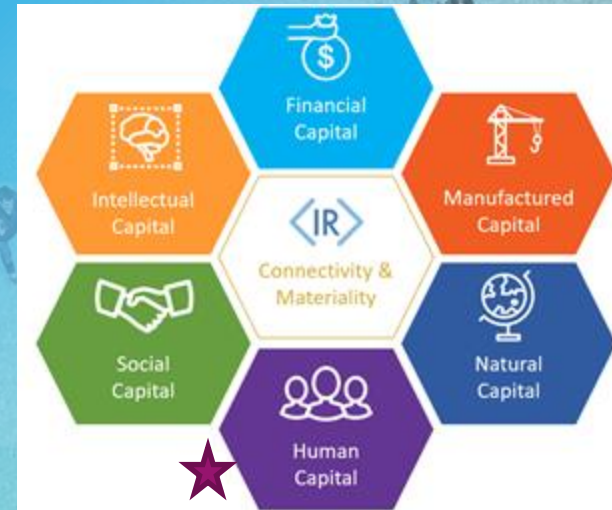 $
Financial
Capital
Intellectual
Capital
Manufactured
Capital
<IR>
Connectivity &
Materiality
Social
Capital
Natural
Capital
Human
Capital